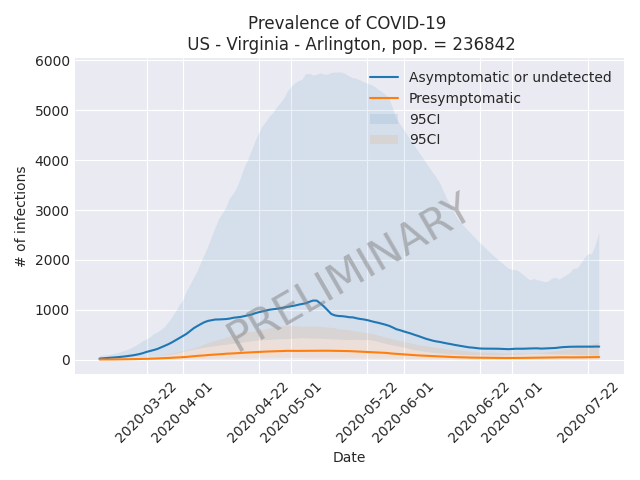 Prevalence of COVID-19
US - Virginia - Arlington, pop. = 236842
6000
5000
4000
3000
2000
1000
0
# of infections
Asymptomatic or undetected
Presymptomatic
95CI
95CI
PRELIMINARY
2020-03-22
2020-04-01
2020-04-22
2020-05-01
2020-05-22
2020-06-01
2020-06-22
2020-07-01
2020-07-22
Date